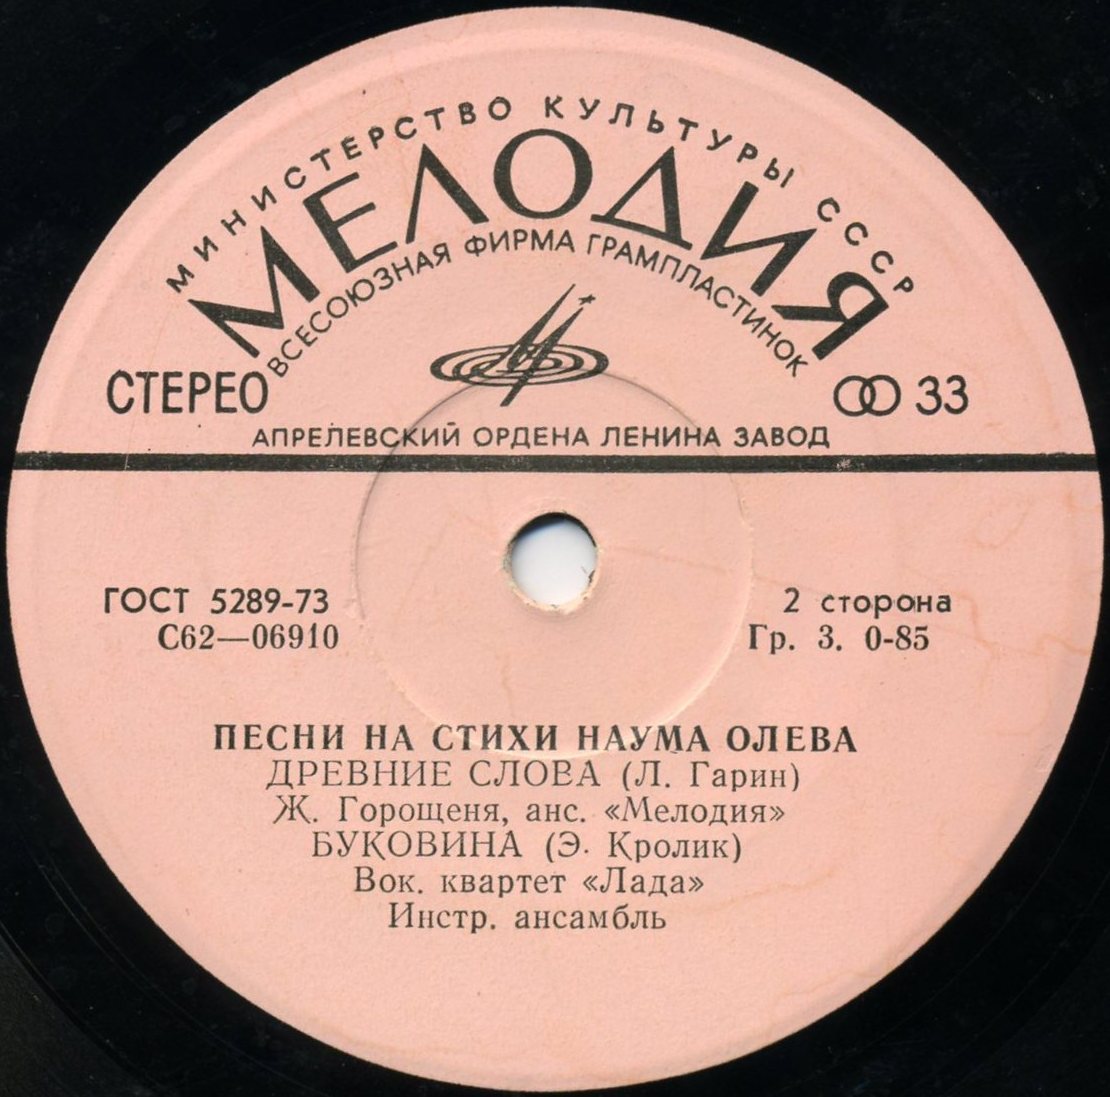 МИНИСТЕРСТВО КУЛЬТУРЫ СССР
МЕЛОДИЯ
ВСЕСОЮЗНАЯ ФИРМА ГРАМПЛАСТИНОК
СТЕРЕО
33
АПРЕЛЕВСКИЙ ОРДЕНА ЛЕНИНА ЗАВОД
ГОСТ 5289-73
С62—06910
2 сторона
Гр. 3. 0-85
ПЕСНИ НА СТИХИ НАУМА ОЛЕВА
ДРЕВНИЕ СЛОВА (Л. Гарин)
Ж. Горощеня, анс. «Мелодия»
БУКОВИНА (Э. Кролик)
Вок. квартет «Лада»
Инстр. ансамбль